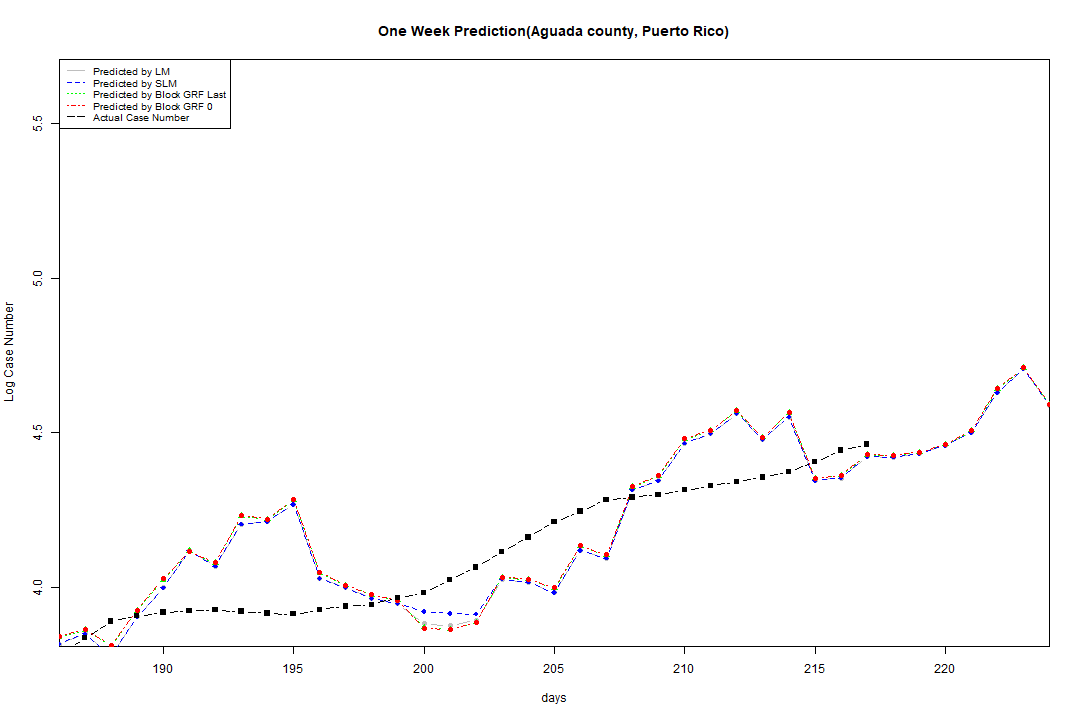 One Week Prediction(Aguada county, Puerto Rico)
Predicted by LM
Predicted by SLM
Predicted by Block GRF Last
Predicted by Block GRF 0
Actual Case Number
5.5
5.0
4.5
4.0
Log Case Number
190 195 200 205 210 215 220
days